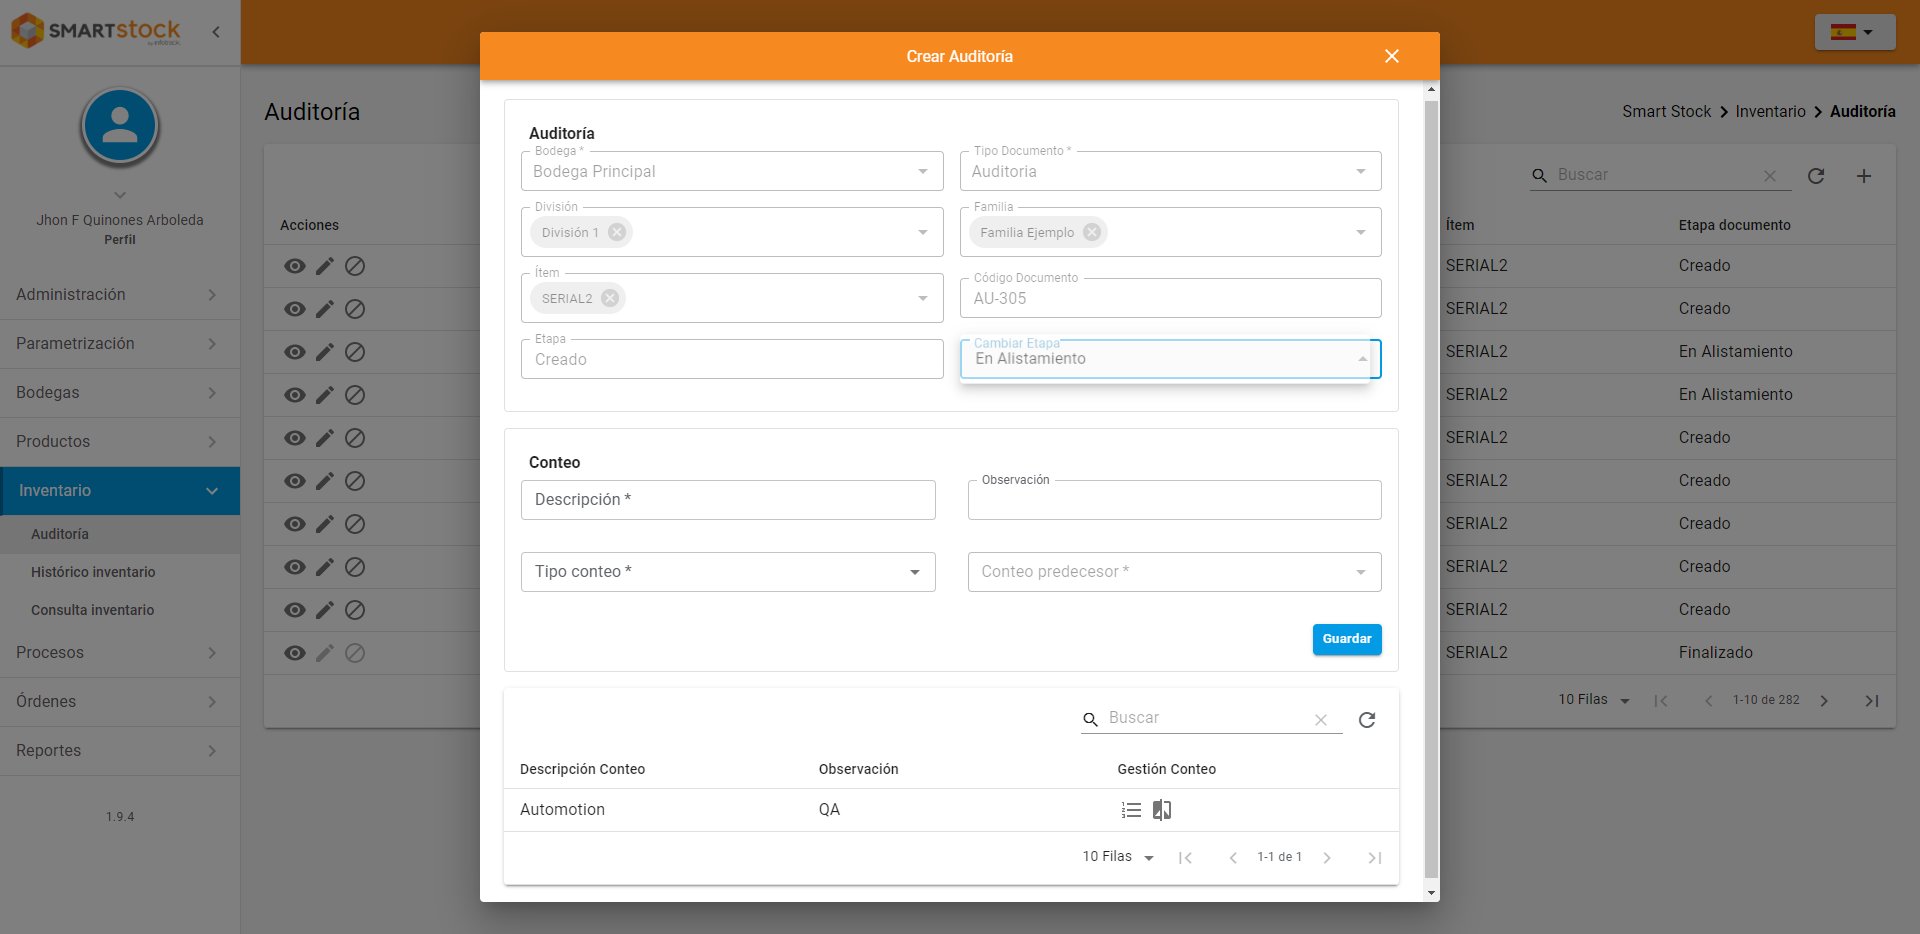 SMARTSTOCK
by infotrack
Jhon F Quinones Arboleda
Perfil
Administración
Parametrización
Bodegas
Productos
Inventario
Auditoría
Histórico inventario
Consulta inventario
Procesos
Órdenes
Reportes
1.9.4
Auditoría
Smart Stock Inventario Auditoría
Buscar
Acciones
Ítem Etapa documento
SERIAL2 Creado
SERIAL2 Creado
SERIAL2 En Alistamiento
SERIAL2 En Alistamiento
SERIAL2 Creado
SERIAL2 Creado
SERIAL2 Creado
SERIAL2 Creado
SERIAL2 Creado
SERIAL2 Finalizado
10 Filas 1-10 de 282
Crear Auditoría
Auditoría
Bodega *
Bodega Principal
Tipo Documento *
Auditoria
División
División 1
Familia
Familia Ejemplo
Ítem
SERIAL2
Código Documento
AU-305
Etapa
Creado
Cambiar Etapa
En Alistamiento
Conteo
Descripción *
Observación
Tipo conteo *
Conteo predecesor *
Guardar
Buscar
Descripción Conteo Observación Gestión Conteo
Automotion QA
10 Filas 1-1 de 1